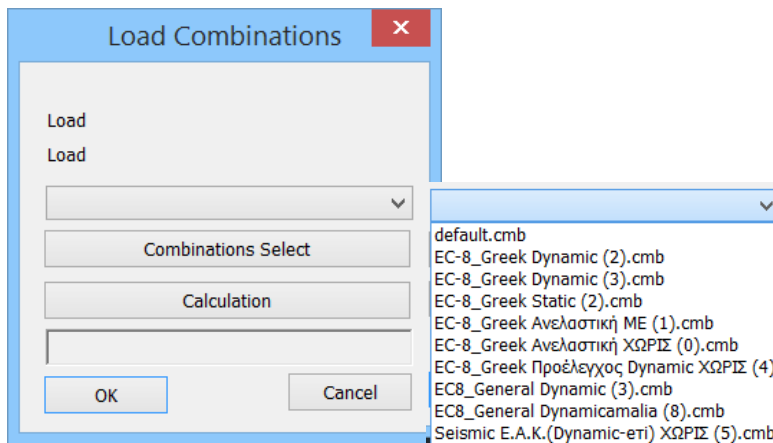 Load Combinations
Load
Load
Combinations Select
Calculation
OK
Cancel
default.cmb
EC-8_Greek Dynamic (2).cmb
EC-8_Greek Dynamic (3).cmb
EC-8_Greek Static (2).cmb
EC-8_Greek Ανελαστική ΜΕ (1).cmb
EC-8_Greek Ανελαστική ΧΩΡΙΣ (0).cmb
EC-8_Greek Προέλεγχος Dynamic ΧΩΡΙΣ (4)
EC8_General Dynamic (3).cmb
EC8_General Dynamicamalia (8).cmb
Seismic Ε.Α.Κ.(Dynamic-ετί) ΧΩΡΙΣ (5).cmb